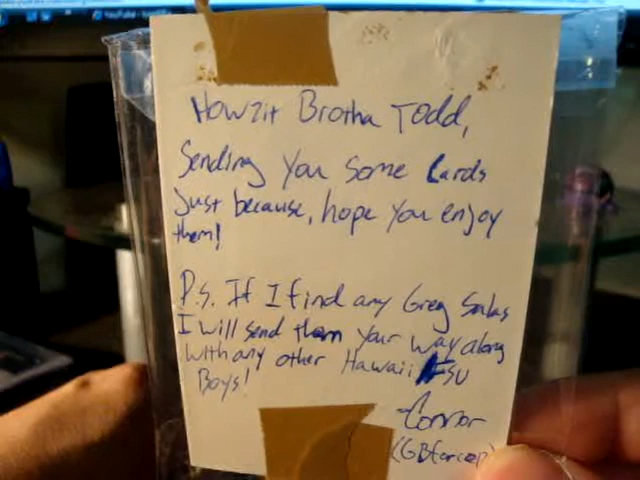 Howzit Brotha Todd,
Sending You Some Cards
Just because, hope you enjoy
them!
P.S. If I find any Greg Salas
I will send them your way along
with any other Hawaii FSU
Boys!
-Connor